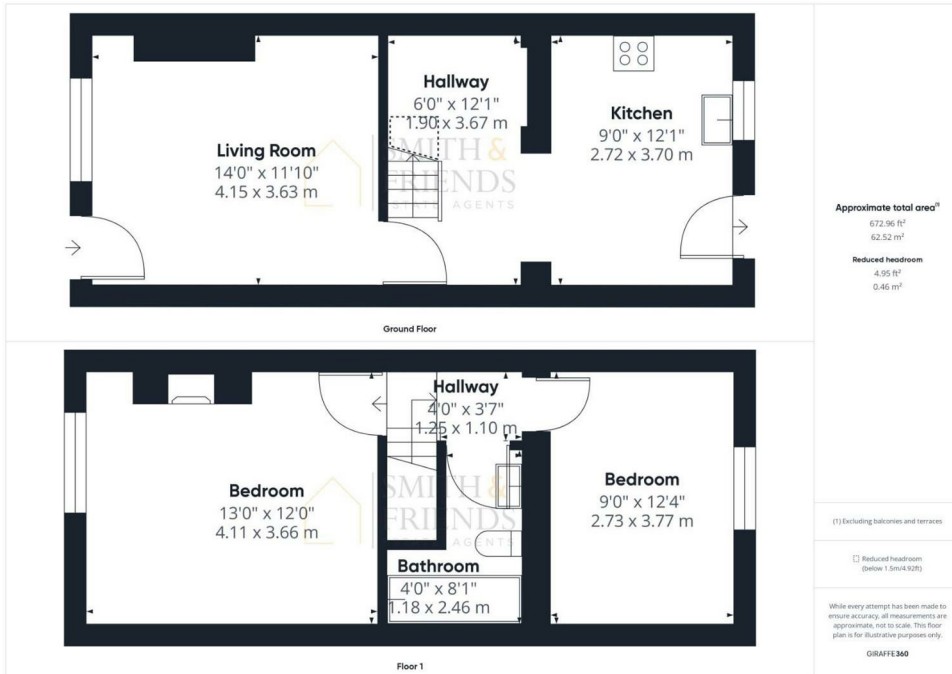 Living Room
14'0" x 11'10"
4.15 x 3.63 m
Hallway
6'0" x 12'1"
1.90 x 3.67 m
Kitchen
9'0" x 12'1"
2.72 x 3.70 m
SMITH &
FRIENDS
ESTATE AGENTS
Ground Floor
Bedroom
13'0" x 12'0"
4.11 x 3.66 m
Hallway
4'0" x 3'7"
1.25 x 1.10 m
Bathroom
4'0" x 8'1"
1.18 x 2.46 m
Bedroom
9'0" x 12'4"
2.73 x 3.77 m
SMITH &
FRIENDS
ESTATE AGENTS
Floor 1
Approximate total area(1)
672.96 ft²
62.52 m²
Reduced headroom
4.95 ft²
0.46 m²
(1) Excluding balconies and terraces
Reduced headroom
(below 1.5m/4.92ft)
While every attempt has been made to
ensure accuracy, all measurements are
approximate, not to scale. This floor
plan is for illustrative purposes only.
GIRAFFE360